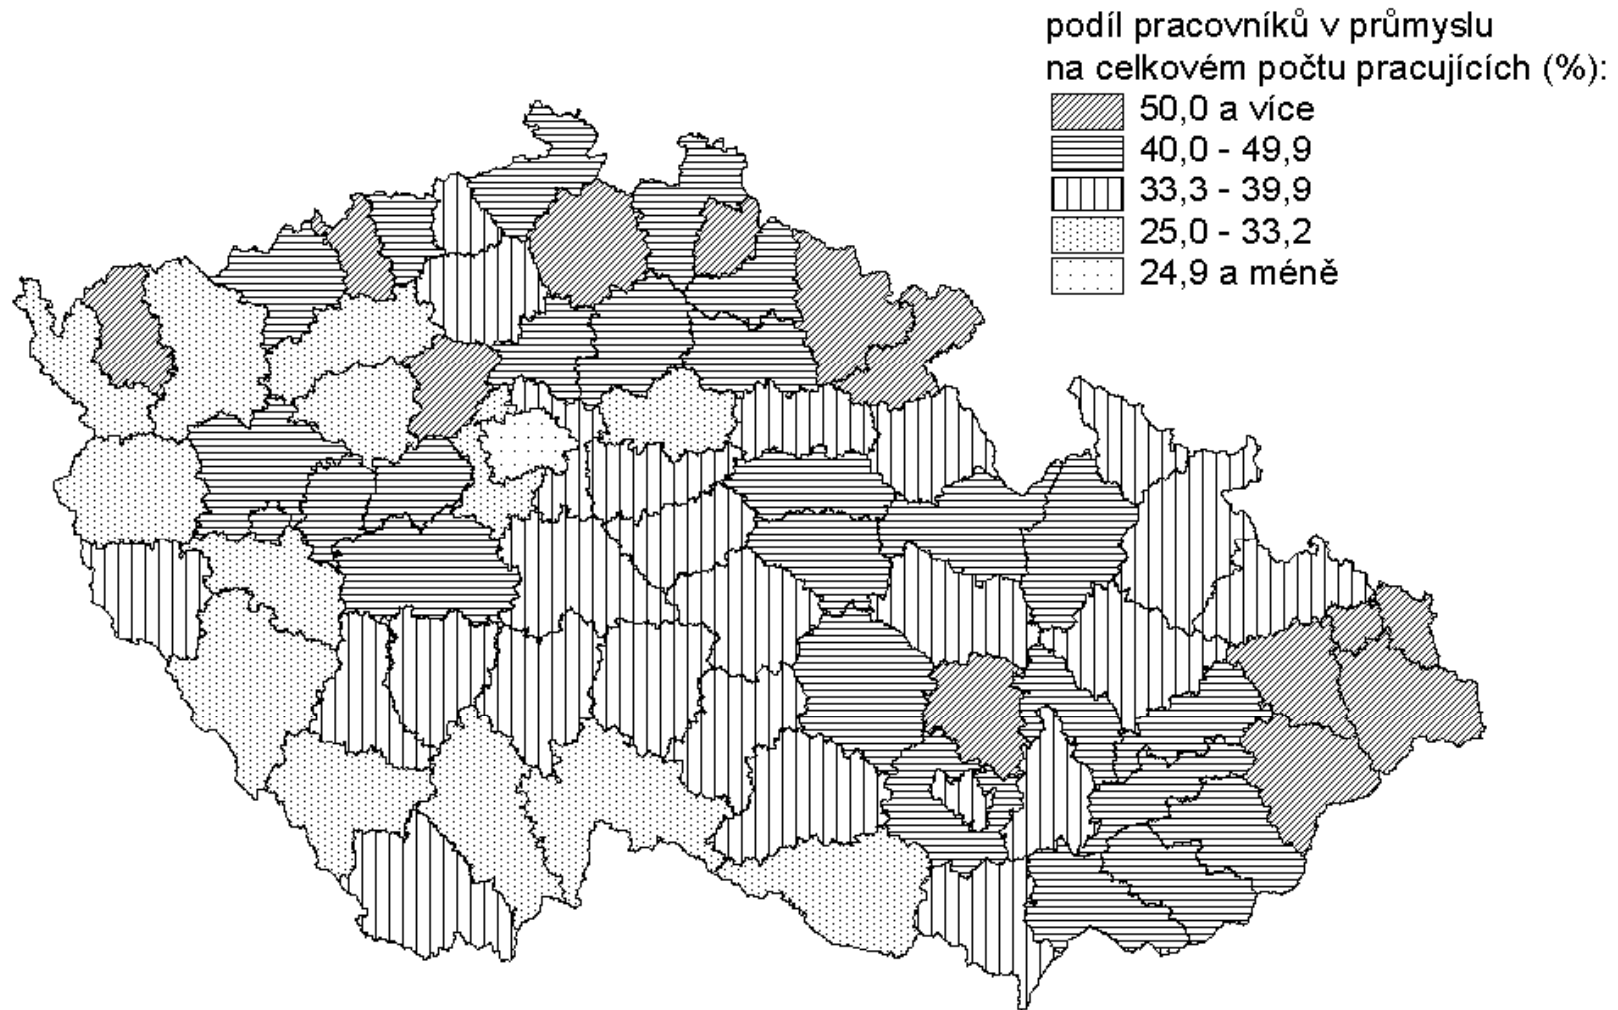 podíl pracovníků v průmyslu
na celkovém počtu pracujících (%):
50,0 a více
40,0 - 49,9
33,3 - 39,9
25,0 - 33,2
24,9 a méně